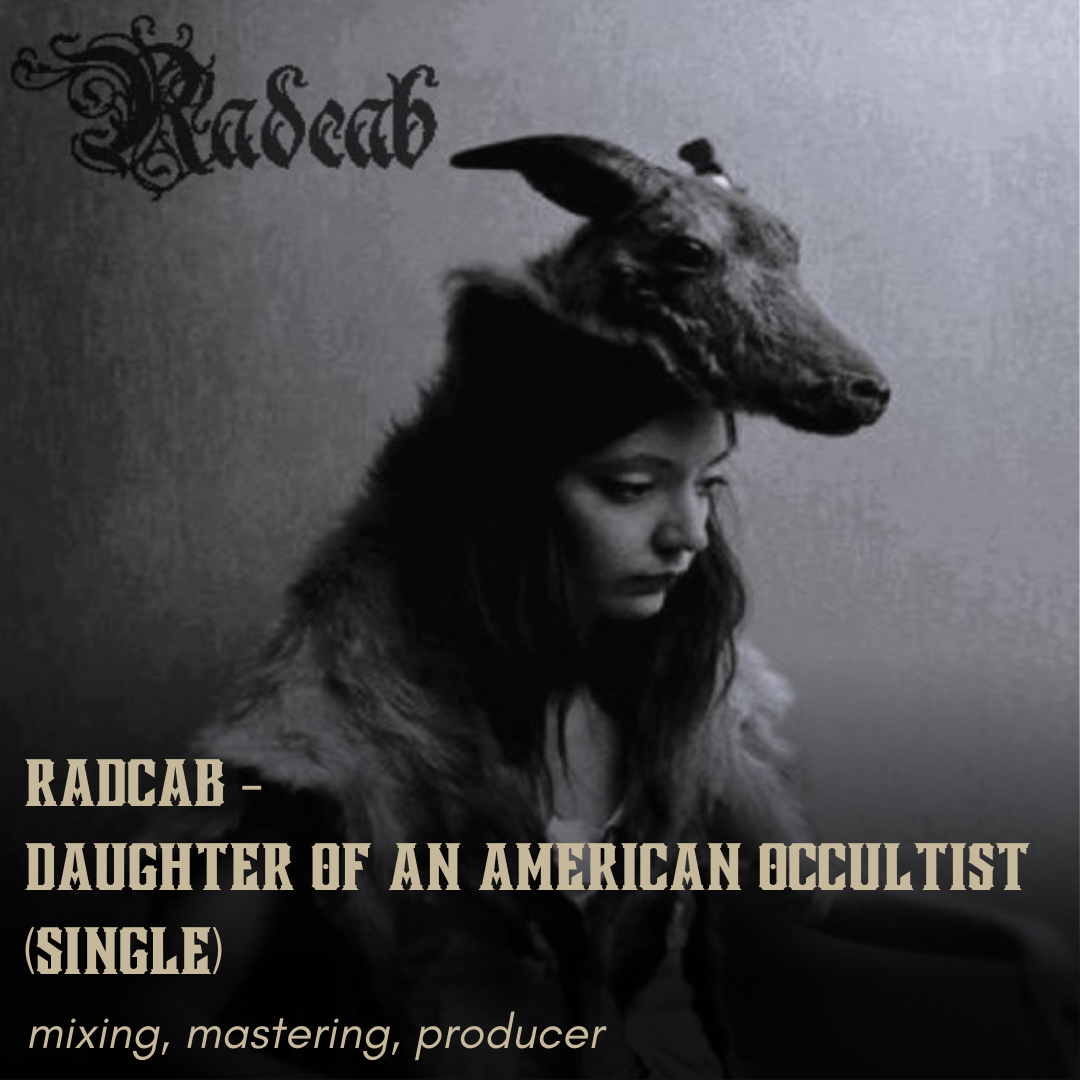 Radcab
RADCAB –
DAUGHTER OF AN AMERICAN OCCULTIST
(SINGLE)
mixing, mastering, producer